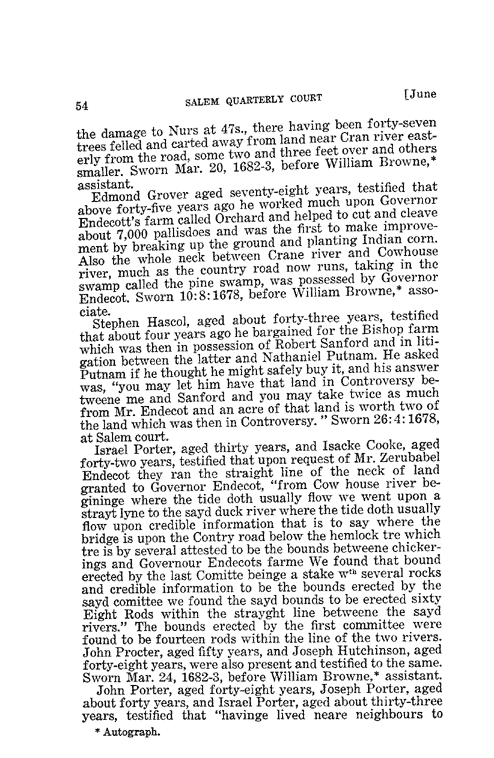 54 SALEM QUARTERLY COURT [June
the damage to Nurs at 47s., there having been forty-seven
trees felled and carted away from land near Cran river east-
erly from the road, some two and three feet over and others
smaller. Sworn Mar. 20, 1682-3, before William Browne,*
assistant.
Edmond Grover aged seventy-eight years, testified that
above forty-five years ago he worked much upon Governor
Endecott's farm called Orchard and helped to cut and cleave
about 7,000 pallisdoes and was the first to make improve-
ment by breaking up the ground and planting Indian corn.
Also the whole neck between Crane river and Cowhouse
river, much as the country road now runs, taking in the
swamp called the pine swamp, was possessed by Governor
Endecot. Sworn 10:8:1678, before William Browne,* asso-
ciate.
Stephen Hascol, aged about forty-three years, testified
that about four years ago he bargained for the Bishop farm
which was then in possession of Robert Sanford and in liti-
gation between the latter and Nathaniel Putnam. He asked
Putnam if he thought he might safely buy it, and his answer
was, "you may let him have that land in Controversy be-
tweene me and Sanford and you may take twice as much
from Mr. Endecot and an acre of that land is worth two of
the land which was then in Controversy. " Sworn 26:4:1678,
at Salem court.
Israel Porter, aged thirty years, and Isacke Cooke, aged
forty-two years, testified that upon request of Mr. Zerubabel
Endecot they ran the straight line of the neck of land
granted to Governor Endecot, "from Cow house river be-
gininge where the tide doth usually flow we went upon a
strayt lyne to the sayd duck river where the tide doth usually
flow upon credible information that is to say where the
bridge is upon the Contry road below the hemlock tre which
tre is by several attested to be the bounds betweene chicker-
ings and Governour Endecots farme We found that bound
erected by the last Comitte beinge a stake wth several rocks
and credible information to be the bounds erected by the
sayd comittee we found the sayd bounds to be erected sixty
Eight Rods within the strayght line betweene the sayd
rivers." The bounds erected by the first committee were
found to be fourteen rods within the line of the two rivers.
John Procter, aged fifty years, and Joseph Hutchinson, aged
forty-eight years, were also present and testified to the same.
Sworn Mar. 24, 1682-3, before William Browne,* assistant.
John Porter, aged forty-eight years, Joseph Porter, aged
about forty years, and Israel Porter, aged about thirty-three
years, testified that "havinge lived neare neighbours to
* Autograph.